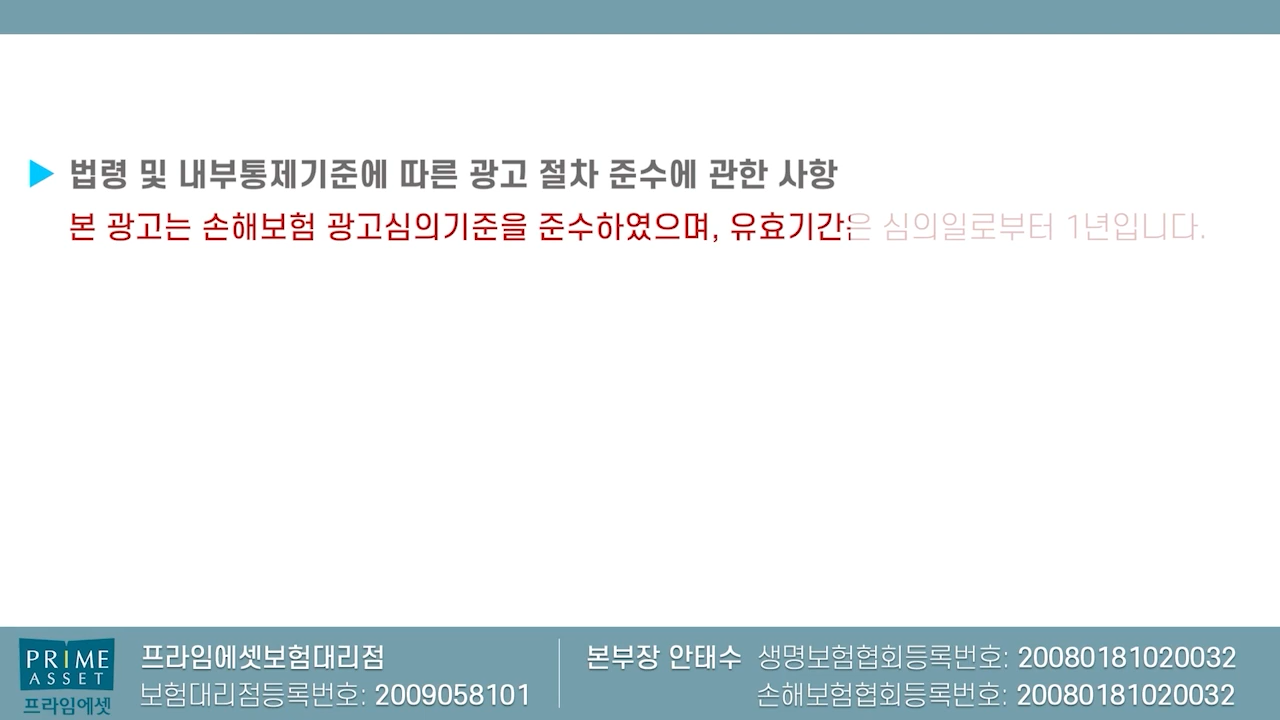 ▶ 법령 및 내부통제기준에 따른 광고 절차 준수에 관한 사항
본 광고는 손해보험 광고심의기준을 준수하였으며, 유효기간은 심의일로부터 1년입니다.
PRIME
ASSET
프라임에셋
프라임에셋보험대리점
보험대리점등록번호: 2009058101
본부장 안태수 생명보험협회등록번호: 20080181020032
손해보험협회등록번호: 20080181020032